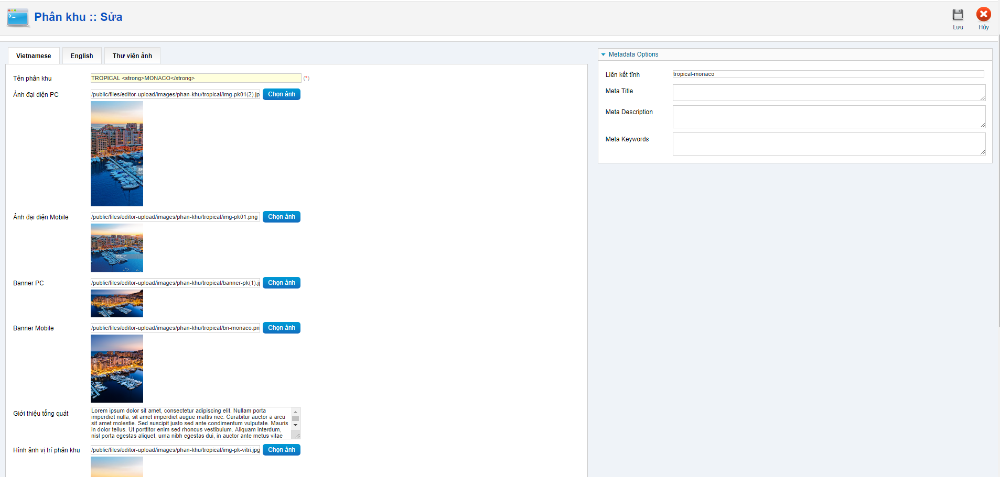 Phân khu :: Sửa
Lưu
Hủy
Vietnamese
English
Thư viện ảnh
Tên phân khu
TROPICAL <strong>MONACO</strong>
(*)
Ảnh đại diện PC
/public/files/editor-upload/images/phan-khu/tropical/img-pk01(2).jp
Chọn ảnh
Ảnh đại diện Mobile
/public/files/editor-upload/images/phan-khu/tropical/img-pk01.png
Chọn ảnh
Banner PC
/public/files/editor-upload/images/phan-khu/tropical/banner-pk(1).j
Chọn ảnh
Banner Mobile
/public/files/editor-upload/images/phan-khu/tropical/bn-monaco.pn
Chọn ảnh
Giới thiệu tổng quát
Lorem ipsum dolor sit amet, consectetur adipiscing elit. Nullam porta
imperdiet nulla, sit amet imperdiet augue mattis nec. Curabitur auctor a arcu
sit amet molestie. Sed suscipit justo sed ante condimentum vulputate. Mauris
in dolor tellus. Ut porttitor enim sed rhoncus vestibulum. Aliquam interdum,
nisl porta egestas aliquet, urna nibh egestas dui, in auctor ante metus vitae
Hình ảnh vị trí phân khu
/public/files/editor-upload/images/phan-khu/tropical/img-pk-vitri.jpg
Chọn ảnh
Metadata Options
Liên kết tĩnh
tropical-monaco
Meta Title
Meta Description
Meta Keywords